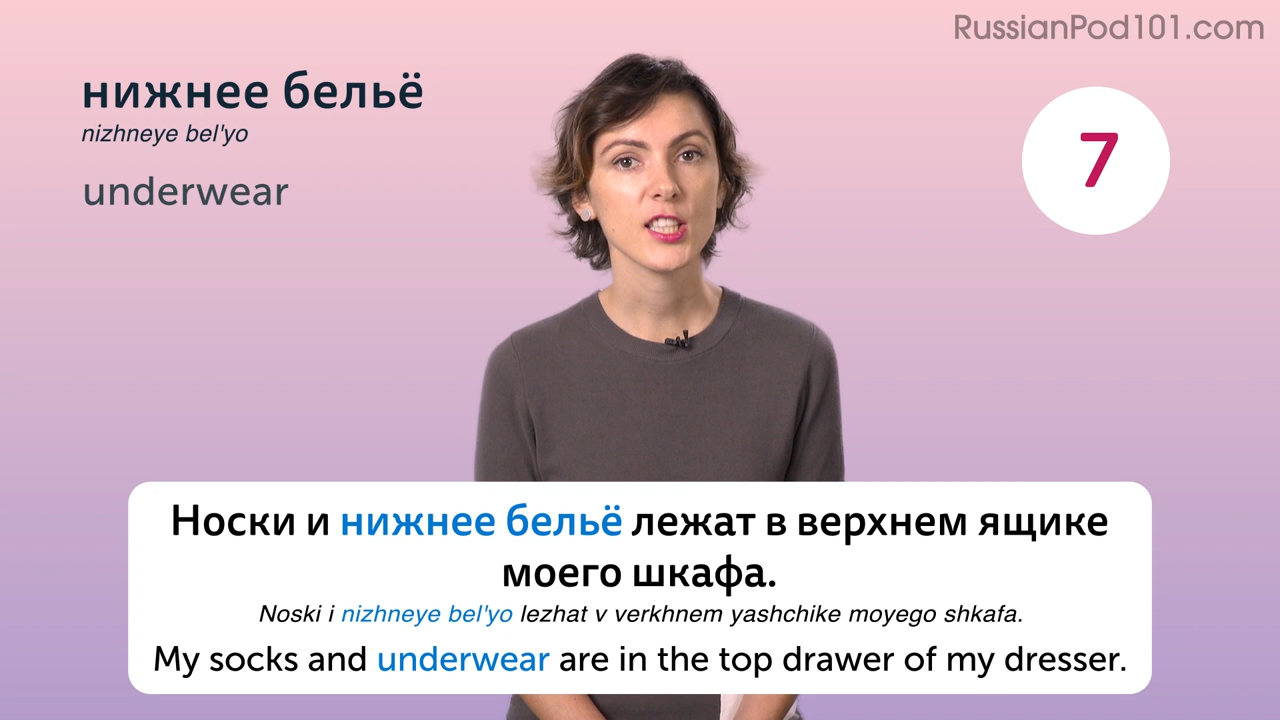 RussianPod101.com
нижнее бельё
nizhneye bel'yo
underwear
7
Носки и нижнее бельё лежат в верхнем ящике
моего шкафа.
Noski i nizhneye bel'yo lezhat v verkhnem yashchike moyego shkafa.
My socks and underwear are in the top drawer of my dresser.